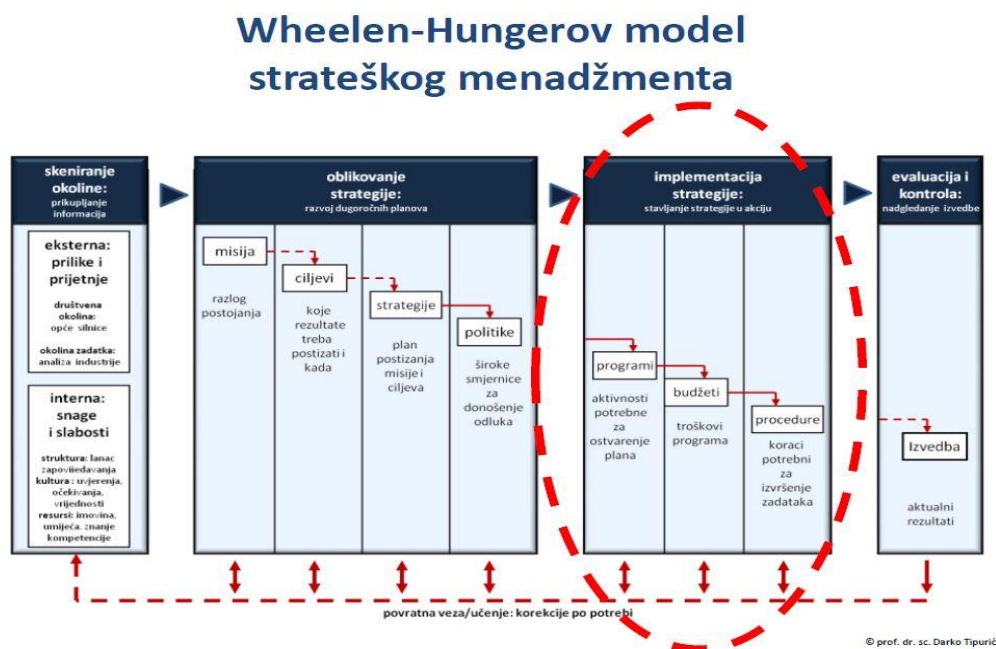 Wheelen-Hungerov model
strateškog menadžmenta
skeniranje
okoline:
prikupljanje
informacija
eksterna:
prilike i
prijetnje
društvena
okolina:
opće silnice
okolina zadatka:
analiza industrije
interna:
snage
i slabosti
struktura: lanac
zapovijedavanja
kultura : uvjerenja,
očekivanja,
vrijednosti
resursi: imovina,
umijeća, znanje
kompetencije
oblikovanje
strategije:
razvoj dugoročnih planova
misija
razlog
postojanja
ciljevi
koje
rezultate
treba
postizati i
kada
strategije
plan
postizanja
misije i
ciljeva
politike
široke
smjernice
za
donošenje
odluka
implementacija
strategije:
stavljanje strategije u akciju
programi
aktivnosti
potrebne
za
ostvarenje
plana
budžeti
troškovi
programa
procedure
koraci
potrebni
za
izvršenje
zadataka
evaluacija i
kontrola:
nadgledanje izvedbe
Izvedba
aktualni
rezultati
povratna veza/učenje: korekcije po potrebi
© prof. dr. sc. Darko Tipurić